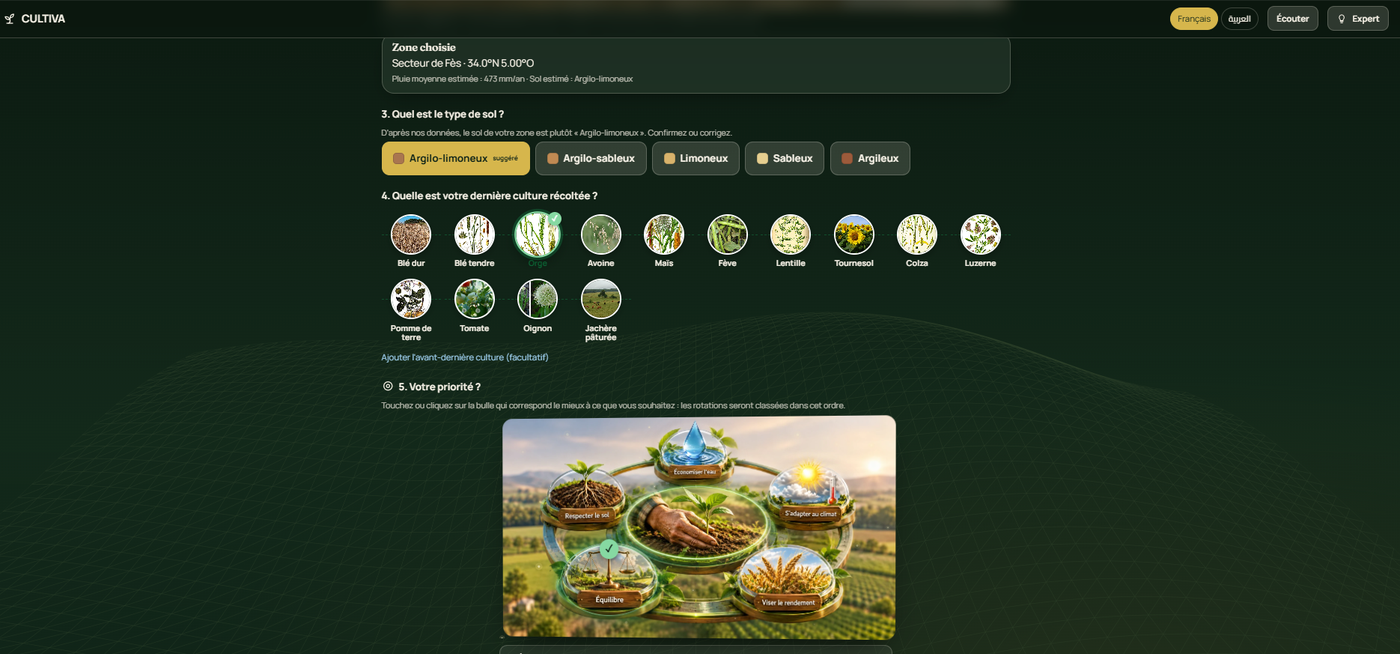 CULTIVA
Français
العربية
Écouter
Expert
Zone choisie
Secteur de Fès · 34.0°N 5.00°O
Pluie moyenne estimée : 473 mm/an · Sol estimé : Argilo-limoneux
3. Quel est le type de sol ?
D'après nos données, le sol de votre zone est plutôt « Argilo-limoneux ». Confirmez ou corrigez.
Argilo-limoneux suggéré
Argilo-sableux
Limoneux
Sableux
Argileux
4. Quelle est votre dernière culture récoltée ?
Blé dur
Blé tendre
Orge
Avoine
Maïs
Fève
Lentille
Tournesol
Colza
Luzerne
Pomme de
terre
Tomate
Oignon
Jachère
pâturée
Ajouter l'avant-dernière culture (facultatif)
5. Votre priorité ?
Touchez ou cliquez sur la bulle qui correspond le mieux à ce que vous souhaitez : les rotations seront classées dans cet ordre.
Économiser l'eau
Respecter le sol
S'adapter au climat
Équilibre
Viser le rendement